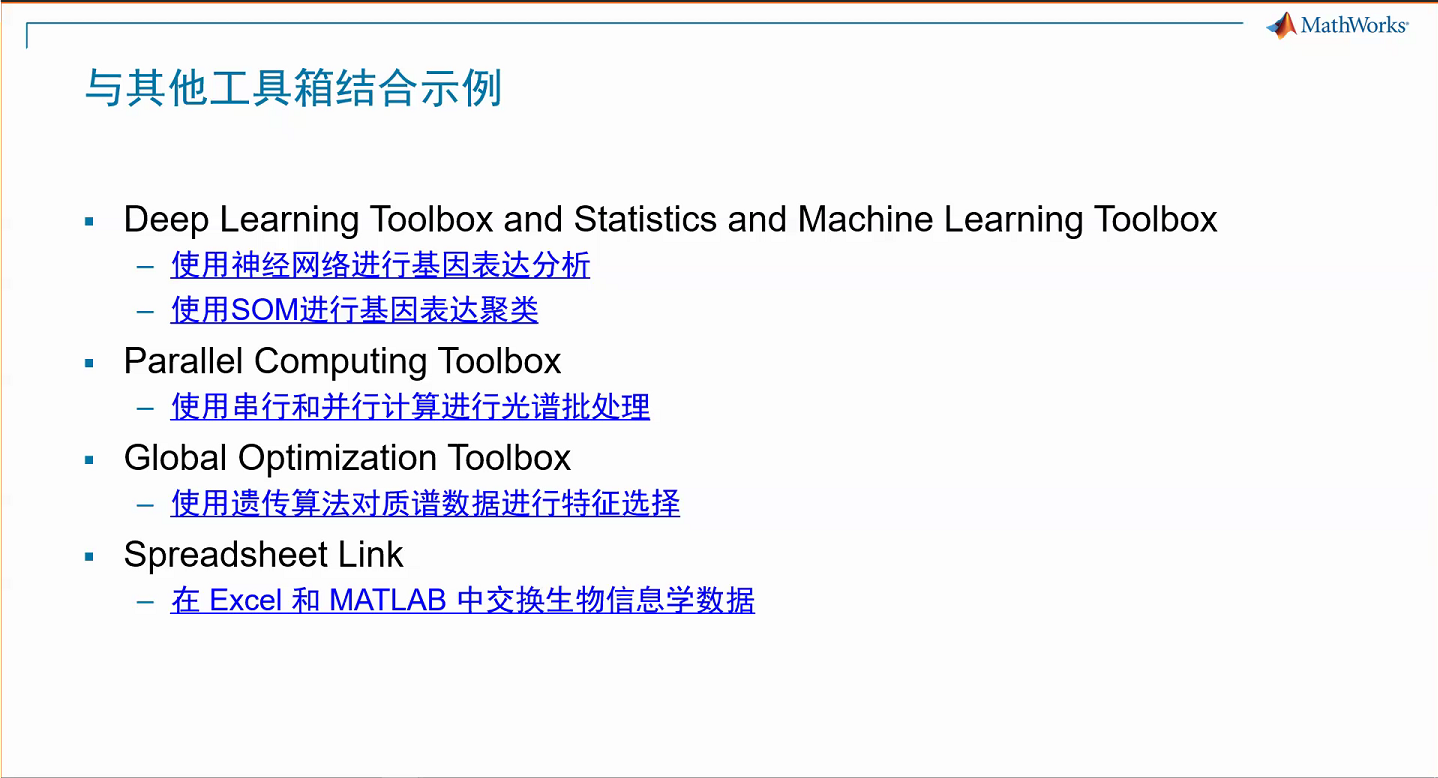 MathWorks
与其他工具箱结合示例
▪ Deep Learning Toolbox and Statistics and Machine Learning Toolbox
– 使用神经网络进行基因表达分析
– 使用SOM进行基因表达聚类
▪ Parallel Computing Toolbox
– 使用串行和并行计算进行光谱批处理
▪ Global Optimization Toolbox
– 使用遗传算法对质谱数据进行特征选择
▪ Spreadsheet Link
– 在 Excel 和 MATLAB 中交换生物信息学数据